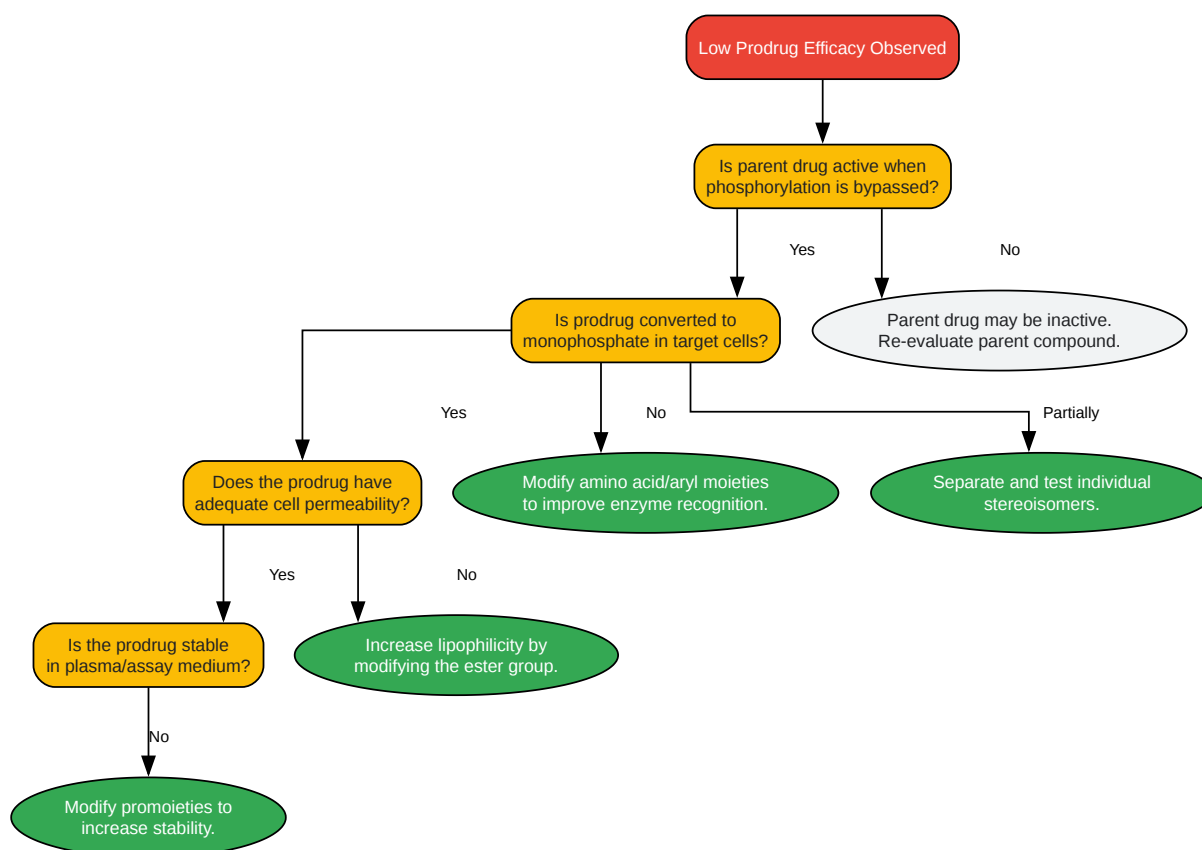 Low Prodrug Efficacy Observed
Is parent drug active when
phosphorylation is bypassed?
Yes
No
Is prodrug converted to
monophosphate in target cells?
Parent drug may be inactive.
Re-evaluate parent compound.
Yes
No
Partially
Does the prodrug have
adequate cell permeability?
Modify amino acid/aryl moieties
to improve enzyme recognition.
Separate and test individual
stereoisomers.
Yes
No
Is the prodrug stable
in plasma/assay medium?
Increase lipophilicity by
modifying the ester group.
No
Modify promoieties to
increase stability.